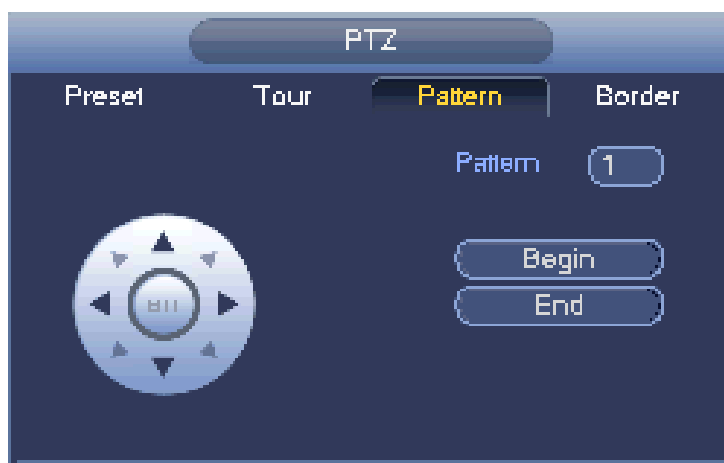 PTZ
Preset Tour Pattern Border
Pattern 1
Begin
End